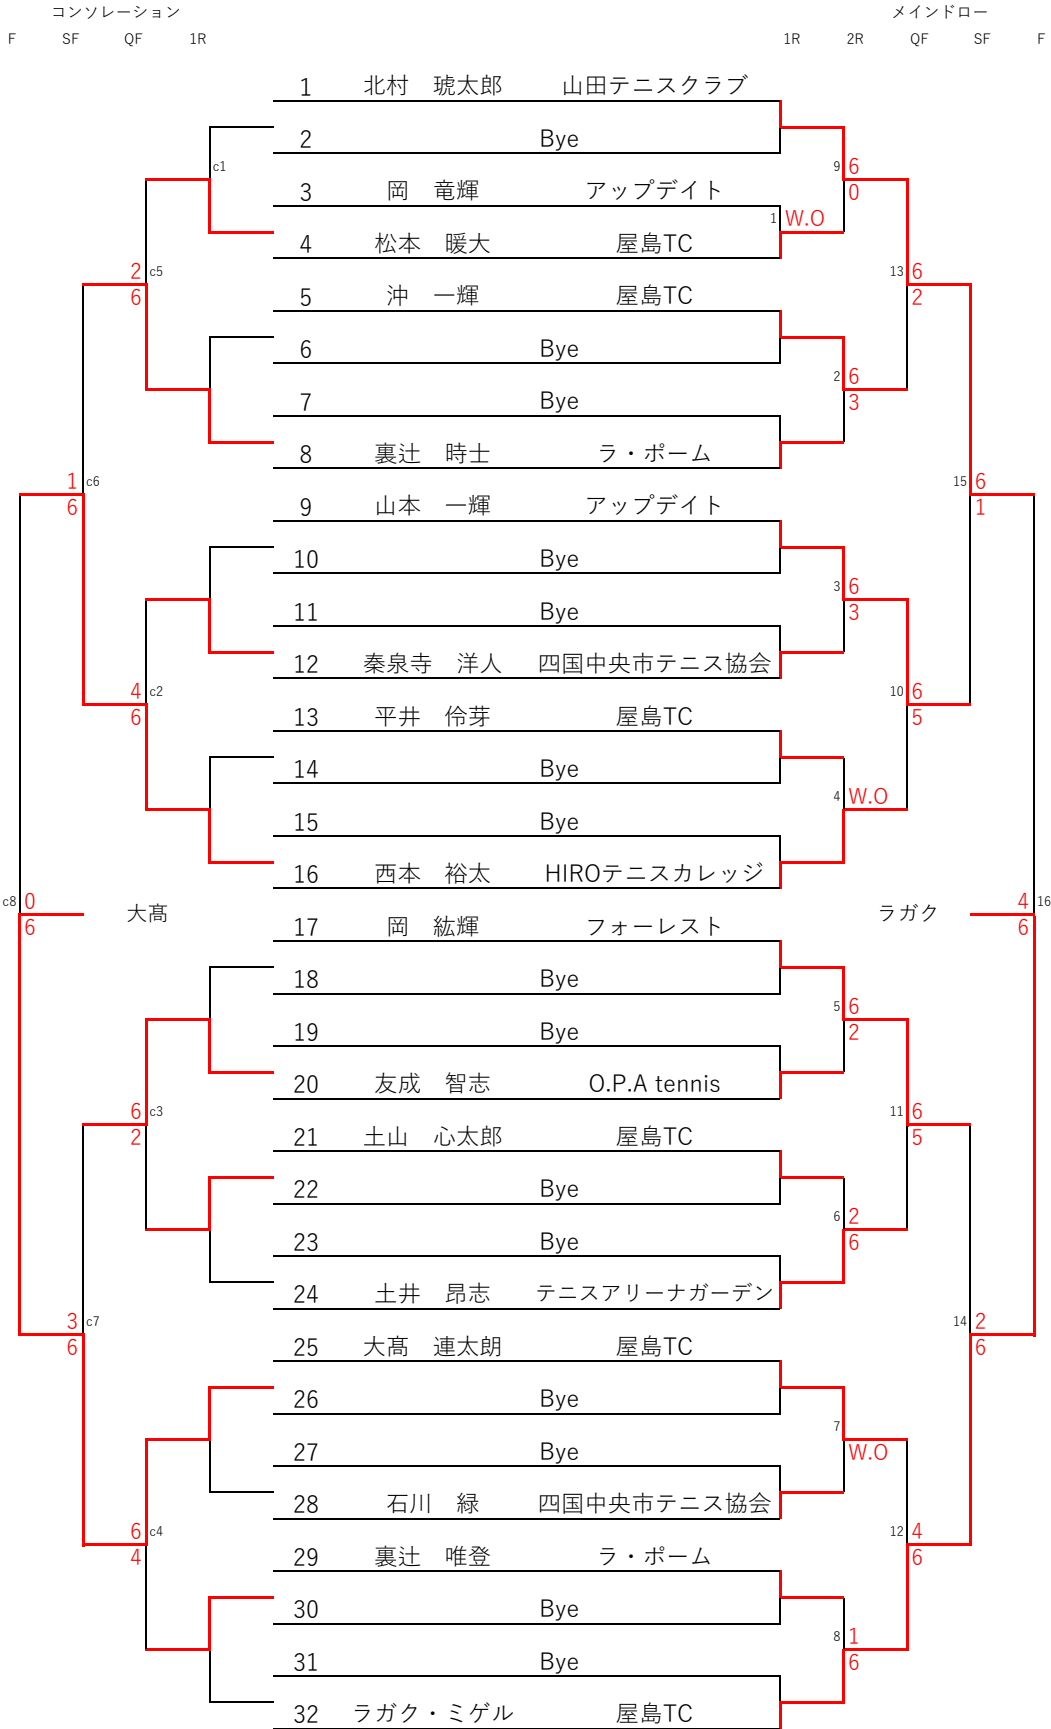 コンソレーション メインドロー
F SF QF 1R 1R 2R QF SF F
1 北村 琥太郎 山田テニスクラブ
2 Bye
c1 9 6
3 岡 竜輝 アップデイト 0
1 W.O
4 松本 暖大 屋島TC
2 c5 13 6
6 5 沖 一輝 屋島TC 2
6 Bye
2 6
7 Bye 3
8 裏辻 時士 ラ・ポーム
1 c6 15 6
6 9 山本 一輝 アップデイト 1
10 Bye
3 6
11 Bye 3
12 秦泉寺 洋人 四国中央市テニス協会
4 c2 10 6
6 13 平井 伶芽 屋島TC 5
14 Bye
4 W.O
15 Bye
16 西本 裕太 HIROテニスカレッジ
c8 0 4 16
大髙 ラガク
6 17 岡 紘輝 フォーレスト 6
18 Bye
5 6
19 Bye 2
20 友成 智志 O.P.A tennis
6 c3 11 6
2 21 土山 心太郎 屋島TC 5
22 Bye
6 2
23 Bye 6
24 土井 昂志 テニスアリーナガーデン
3 c7 14 2
6 25 大髙 連太朗 屋島TC 6
26 Bye
7
27 Bye W.O
28 石川 緑 四国中央市テニス協会
6 c4 12 4
4 29 裏辻 唯登 ラ・ポーム 6
30 Bye
8 1
31 Bye 6
32 ラガク・ミゲル 屋島TC